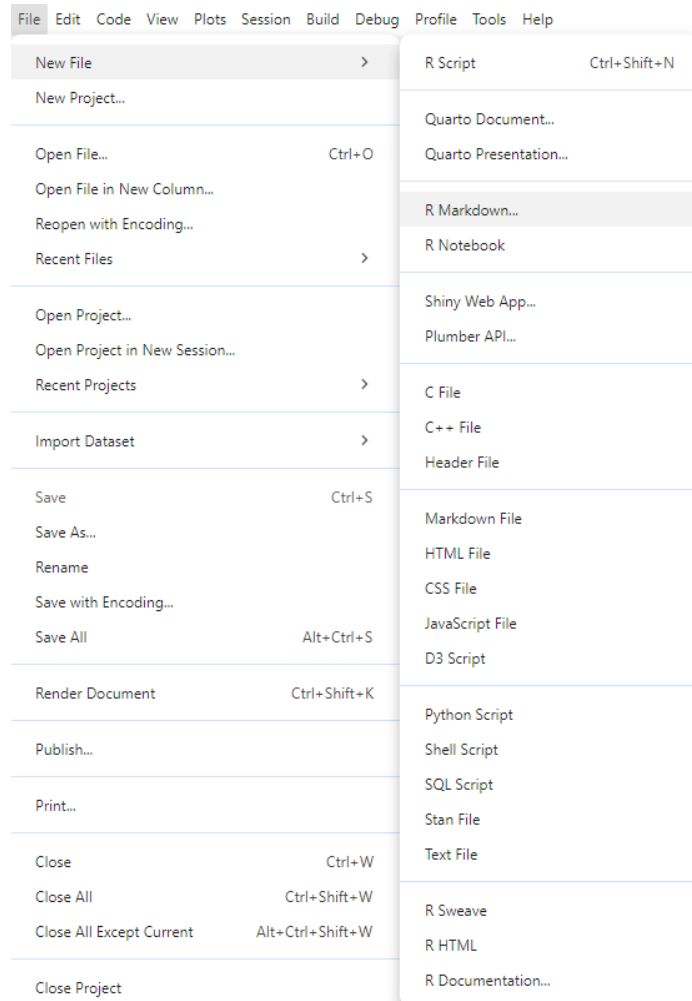 File Edit Code View Plots Session Build Debug Profile Tools Help
New File
New Project...
Open File... Ctrl+O
Open File in New Column...
Reopen with Encoding...
Recent Files
Open Project...
Open Project in New Session...
Recent Projects
Import Dataset
Save Ctrl+S
Save As...
Rename
Save with Encoding...
Save All Alt+Ctrl+S
Render Document Ctrl+Shift+K
Publish...
Print...
Close Ctrl+W
Close All Ctrl+Shift+W
Close All Except Current Alt+Ctrl+Shift+W
Close Project
R Script Ctrl+Shift+N
Quarto Document...
Quarto Presentation...
R Markdown...
R Notebook
Shiny Web App...
Plumber API...
C File
C++ File
Header File
Markdown File
HTML File
CSS File
JavaScript File
D3 Script
Python Script
Shell Script
SQL Script
Stan File
Text File
R Sweave
R HTML
R Documentation...